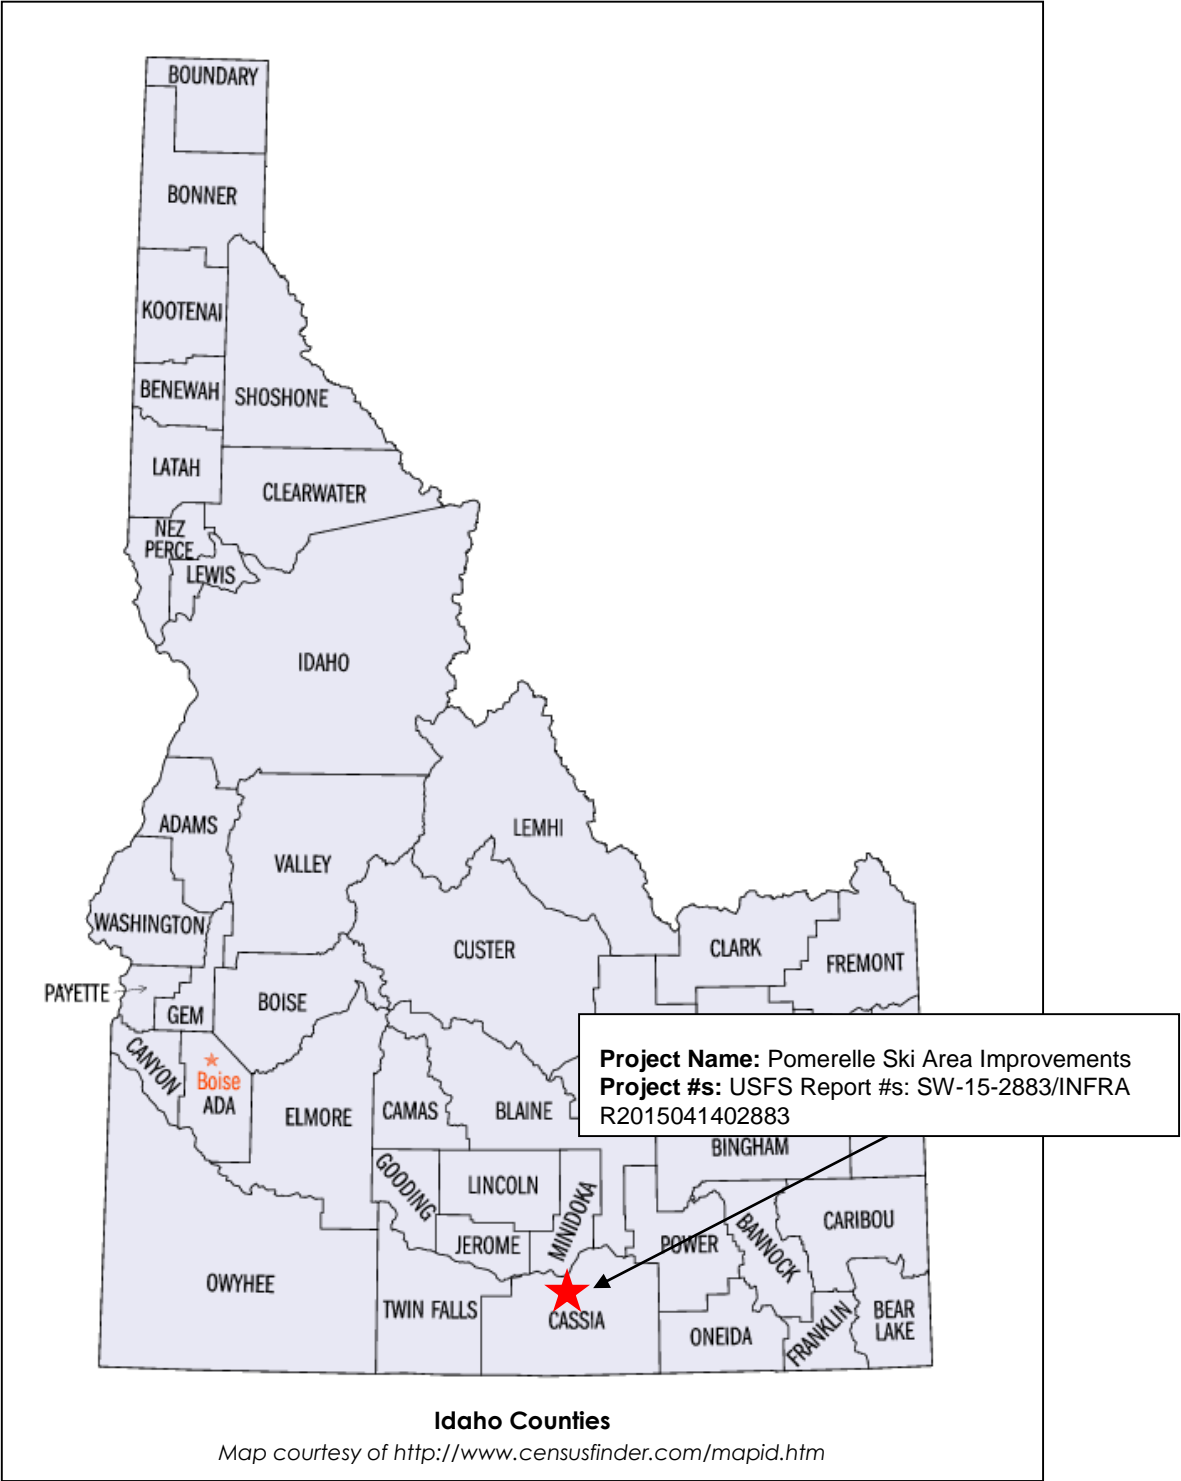 BOUNDARY
BONNER
KOOTENAI
BENEWAH
SHOSHONE
LATAH
CLEARWATER
NEZ
PERCE
LEWIS
IDAHO
ADAMS
LEMHI
VALLEY
WASHINGTON
CUSTER
CLARK
FREMONT
PAYETTE
GEM
BOISE
CANYON
Boise
ADA
ELMORE
CAMAS
BLAINE
Project Name: Pomerelle Ski Area Improvements
Project #s: USFS Report #s: SW-15-2883/INFRA
R2015041402883
BINGHAM
GOODING
LINCOLN
MINIDOKA
JEROME
POWER
BANNOCK
CARIBOU
OWYHEE
TWIN FALLS
CASSIA
ONEIDA
FRANKLIN
BEAR
LAKE
Idaho Counties
Map courtesy of http://www.censusfinder.com/mapid.htm